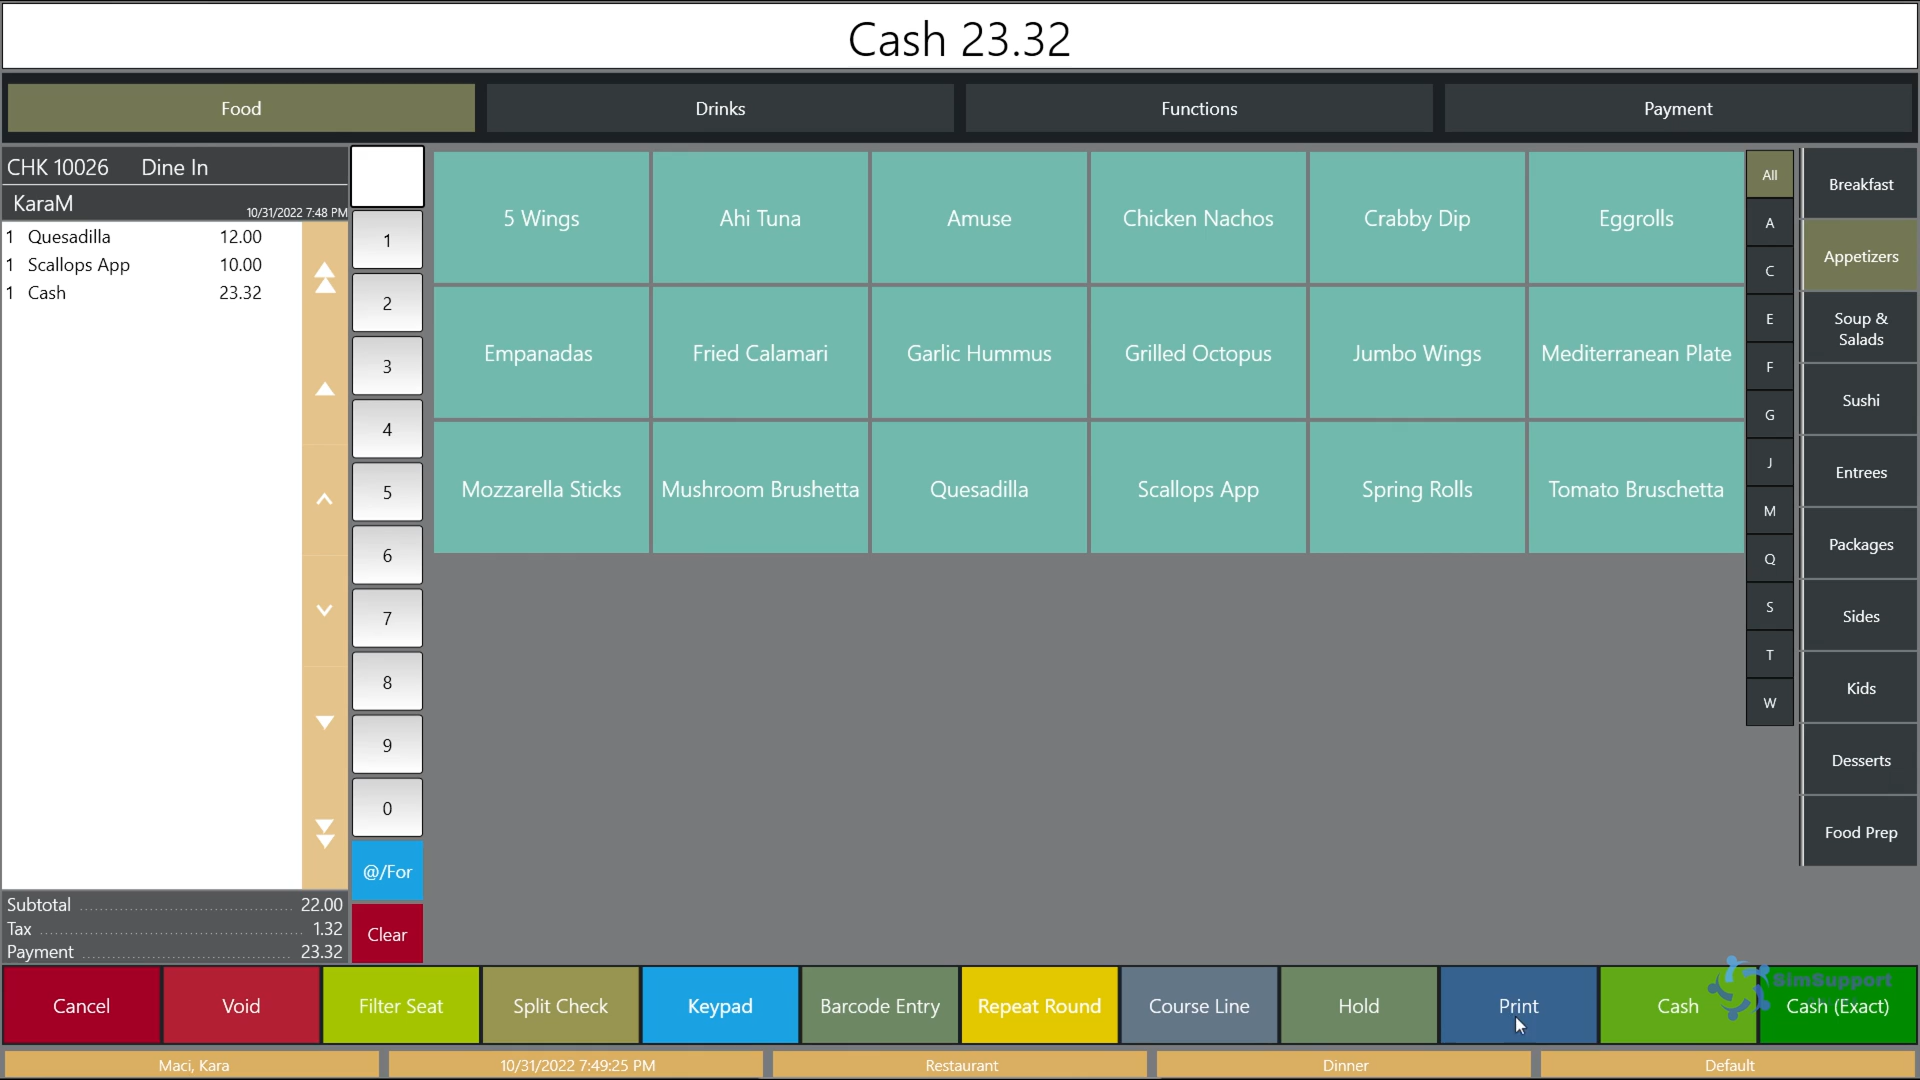 Cash 23.32
Food
Drinks
Functions
Payment
CHK 10026 Dine In
KaraM
10/31/2022 7:48 PM
1 Quesadilla 12.00
1 Scallops App 10.00
1 Cash 23.32
Subtotal 22.00
Tax 1.32
Payment 23.32
1
2
3
4
5
6
7
8
9
0
@/For
Clear
5 Wings
Ahi Tuna
Amuse
Chicken Nachos
Crabby Dip
Eggrolls
Empanadas
Fried Calamari
Garlic Hummus
Grilled Octopus
Jumbo Wings
Mediterranean Plate
Mozzarella Sticks
Mushroom Brushetta
Quesadilla
Scallops App
Spring Rolls
Tomato Bruschetta
All
A
C
E
F
G
J
M
Q
S
T
W
Breakfast
Appetizers
Soup &
Salads
Sushi
Entrees
Packages
Sides
Kids
Desserts
Food Prep
Cancel
Void
Filter Seat
Split Check
Keypad
Barcode Entry
Repeat Round
Course Line
Hold
Print
Cash
SimSupport
Cash (Exact)
Maci, Kara
10/31/2022 7:49:25 PM
Restaurant
Dinner
Default